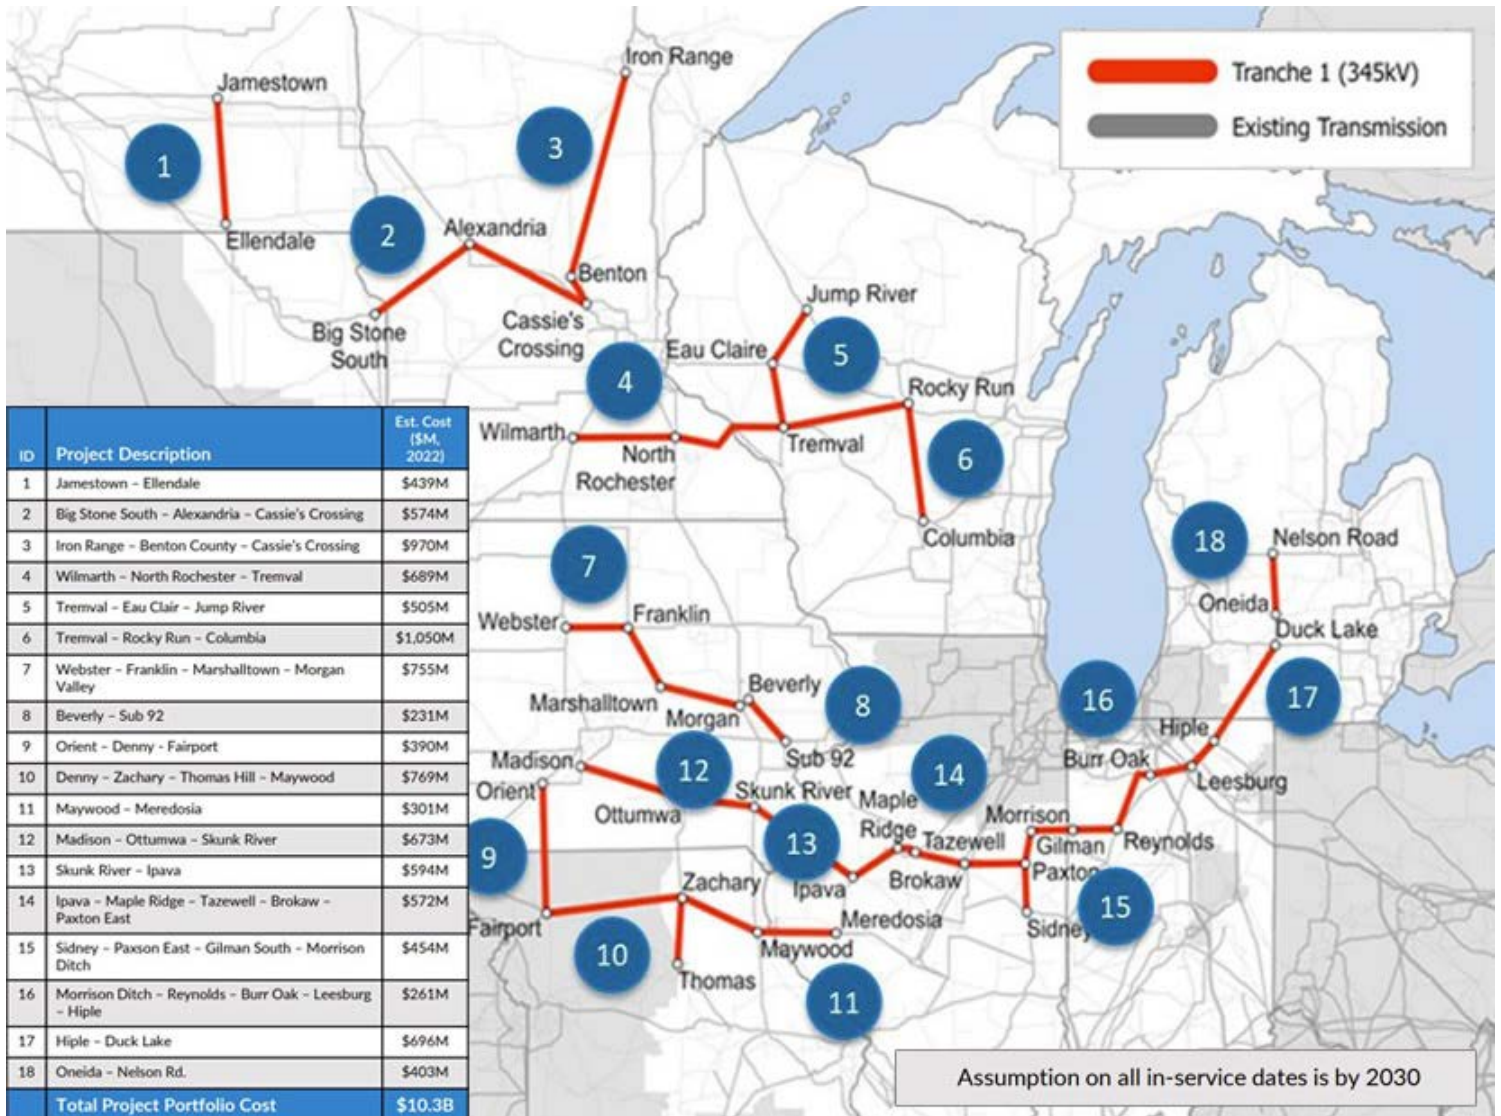 Iron Range
Jamestown
Tranche 1 (345kV)
Existing Transmission
1
3
2
Alexandria
Ellendale
Benton
Jump River
Big Stone
South
Cassie's
Crossing
Eau Claire
5
4
Rocky Run
Wilmarth
North
Rochester
Tremval
6
Columbia
18
Nelson Road
7
Oneida
Duck Lake
Webster
Franklin
Beverly
8
16
17
Marshalltown
Morgan
Hiple
Sub 92
Madison
12
14
Burr Oak
Leesburg
Orient
Ottumwa
Skunk River
Maple
Ridge
Tazewell
Morrison
Gilman
Reynolds
9
13
Ipava
Brokaw
Paxton
15
Sidney
Zachary
Meredosia
Fairport
10
Maywood
Thomas
11
Assumption on all in-service dates is by 2030
ID Project Description Est. Cost
($M,
2022)
1 Jamestown – Ellendale $439M
2 Big Stone South – Alexandria – Cassie's Crossing $574M
3 Iron Range – Benton County – Cassie's Crossing $970M
4 Wilmarth – North Rochester – Tremval $689M
5 Tremval – Eau Clair – Jump River $505M
6 Tremval – Rocky Run – Columbia $1,050M
7 Webster – Franklin – Marshalltown – Morgan $755M
Valley
8 Beverly – Sub 92 $231M
9 Orient – Denny - Fairport $390M
10 Denny – Zachary – Thomas Hill – Maywood $769M
11 Maywood – Meredosia $301M
12 Madison – Ottumwa – Skunk River $673M
13 Skunk River – Ipava $594M
14 Ipava – Maple Ridge – Tazewell – Brokaw – $572M
Paxton East
15 Sidney – Paxson East – Gilman South – Morrison $454M
Ditch
16 Morrison Ditch – Reynolds – Burr Oak – Leesburg $261M
– Hiple
17 Hiple – Duck Lake $696M
18 Oneida – Nelson Rd. $403M
Total Project Portfolio Cost $10.3B